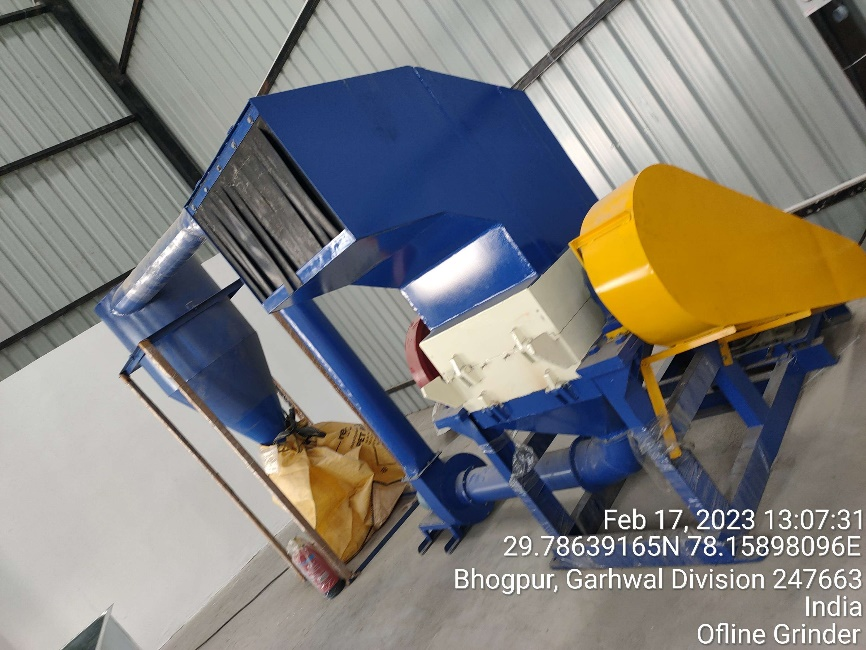 Feb 17, 2023 13:07:31
29.78639165N 78.15898096E
Bhogpur, Garhwal Division 247663
India
Ofline Grinder